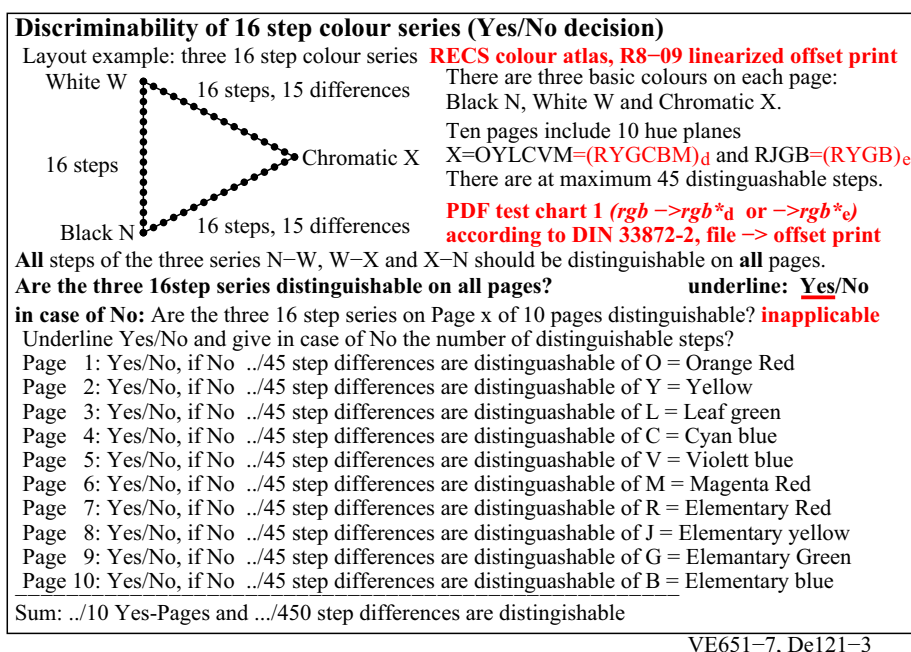 Discriminability of 16 step colour series (Yes/No decision)
Layout example: three 16 step colour series RECS colour atlas, R8−09 linearized offset print
White W
16 steps, 15 differences
There are three basic colours on each page:
Black N, White W and Chromatic X.
Ten pages include 10 hue planes
16 steps
Chromatic X
X=OYLCVM=(RYGCBM)d and RJGB=(RYGB)e
There are at maximum 45 distinguashable steps.
16 steps, 15 differences
Black N
PDF test chart 1 (rgb −>rgb*d or −>rgb*e)
according to DIN 33872-2, file −> offset print
All steps of the three series N−W, W−X and X−N should be distinguishable on all pages.
Are the three 16step series distinguishable on all pages? underline: Yes/No
in case of No: Are the three 16 step series on Page x of 10 pages distinguishable? inapplicable
Underline Yes/No and give in case of No the number of distinguishable steps?
Page 1: Yes/No, if No ../45 step differences are distinguashable of O = Orange Red
Page 2: Yes/No, if No ../45 step differences are distinguashable of Y = Yellow
Page 3: Yes/No, if No ../45 step differences are distinguashable of L = Leaf green
Page 4: Yes/No, if No ../45 step differences are distinguashable of C = Cyan blue
Page 5: Yes/No, if No ../45 step differences are distinguashable of V = Violett blue
Page 6: Yes/No, if No ../45 step differences are distinguashable of M = Magenta Red
Page 7: Yes/No, if No ../45 step differences are distinguashable of R = Elementary Red
Page 8: Yes/No, if No ../45 step differences are distinguashable of J = Elementary yellow
Page 9: Yes/No, if No ../45 step differences are distinguashable of G = Elemantary Green
Page 10: Yes/No, if No ../45 step differences are distinguashable of B = Elementary blue
Sum: ../10 Yes-Pages and .../450 step differences are distingishable
VE651−7, De121−3